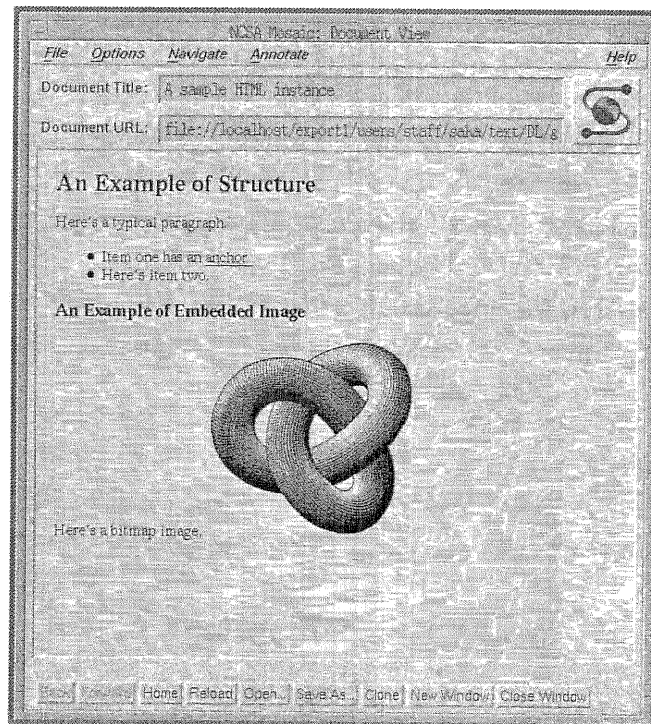 NCSA Mosaic: Document View
File Options Navigate Annotate Help
Document Title: A sample HTML instance
Document URL: file://localhost/export1/users/staff/saha/text/DL/g
An Example of Structure
Here's a typical paragraph.
• Item one has an anchor
• Here's item two.
An Example of Embedded Image
Here's a bitmap image.
Back Forward Home Reload Open... Save As... Clone New Window Close Window